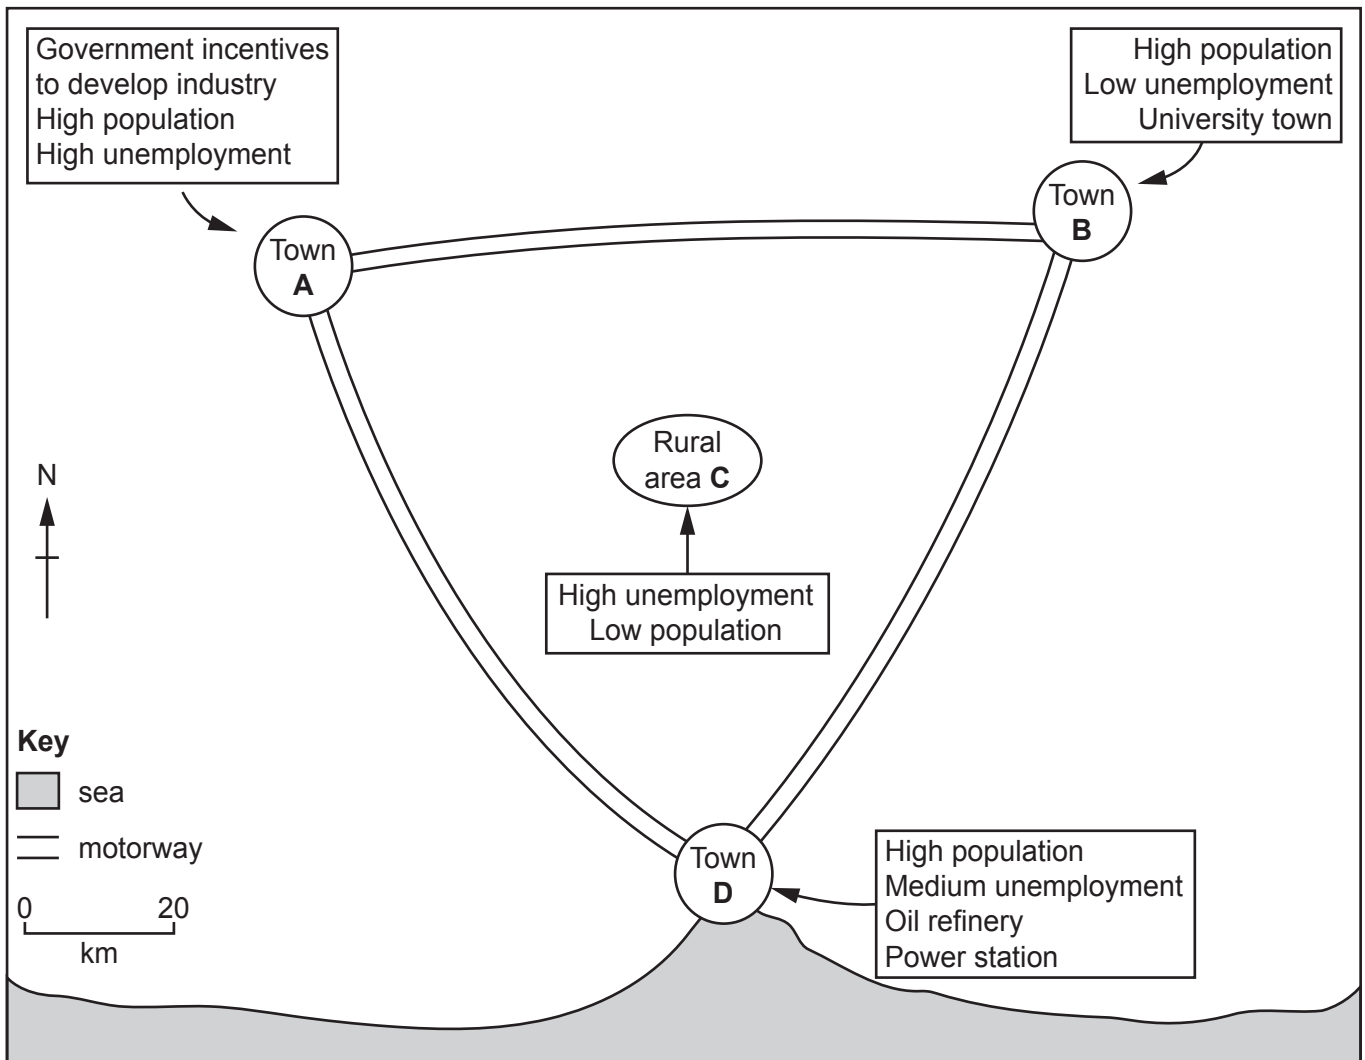 Government incentives
to develop industry
High population
High unemployment
High population
Low unemployment
University town
Town
B
Town
A
Rural
area C
N
High unemployment
Low population
Key
sea
motorway
0 20
km
Town
D
High population
Medium unemployment
Oil refinery
Power station